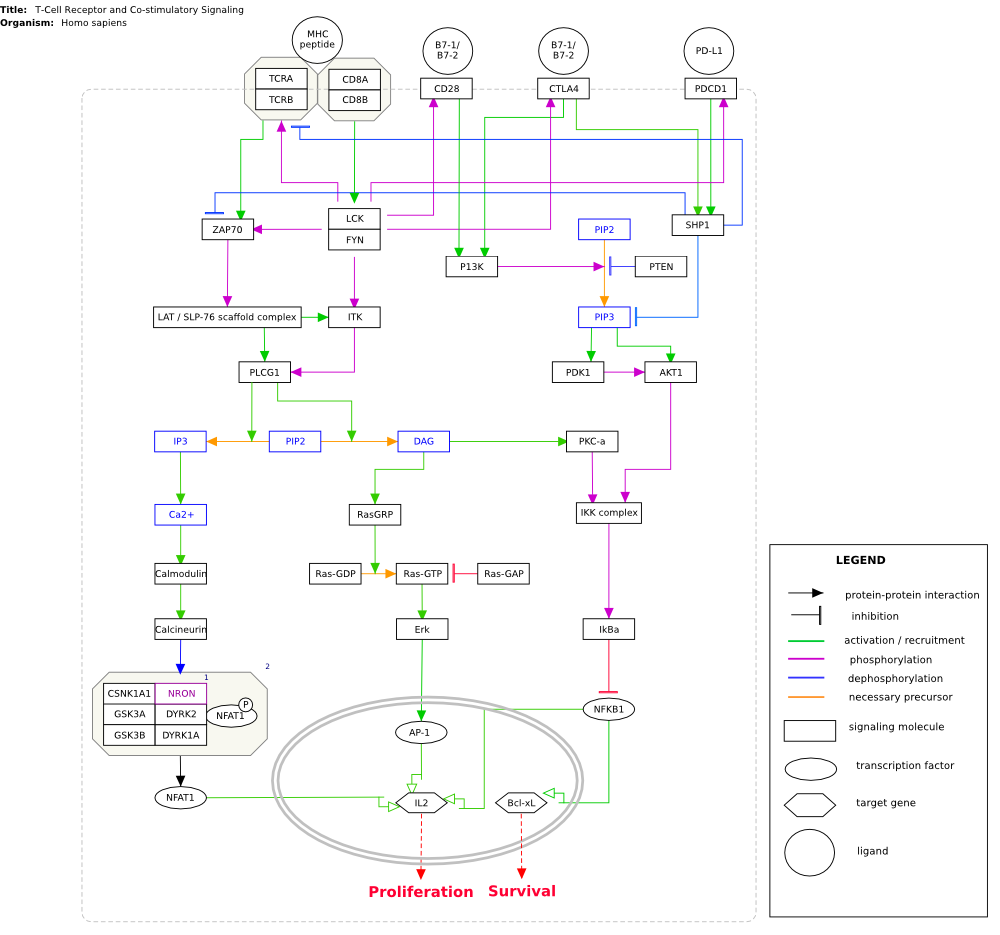 Title: T-Cell Receptor and Co-stimulatory Signaling
Organism: Homo sapiens
MHC
peptide
B7-1/
B7-2
B7-1/
B7-2
PD-L1
TCRA
TCRB
CD8A
CD8B
CD28
CTLA4
PDCD1
LCK
FYN
ZAP70
SHP1
PIP2
P13K
PTEN
LAT / SLP-76 scaffold complex
ITK
PIP3
PLCG1
PDK1
AKT1
IP3
PIP2
DAG
PKC-a
Ca2+
RasGRP
IKK complex
Calmodulin
Ras-GDP
Ras-GTP
Ras-GAP
Calcineurin
Erk
IkBa
2
1
CSNK1A1
NRON
GSK3A
DYRK2
GSK3B
DYRK1A
P
NFAT1
NFKB1
AP-1
NFAT1
IL2
Bcl-xL
Proliferation
Survival
LEGEND
protein-protein interaction
inhibition
activation / recruitment
phosphorylation
dephosphorylation
necessary precursor
signaling molecule
transcription factor
target gene
ligand